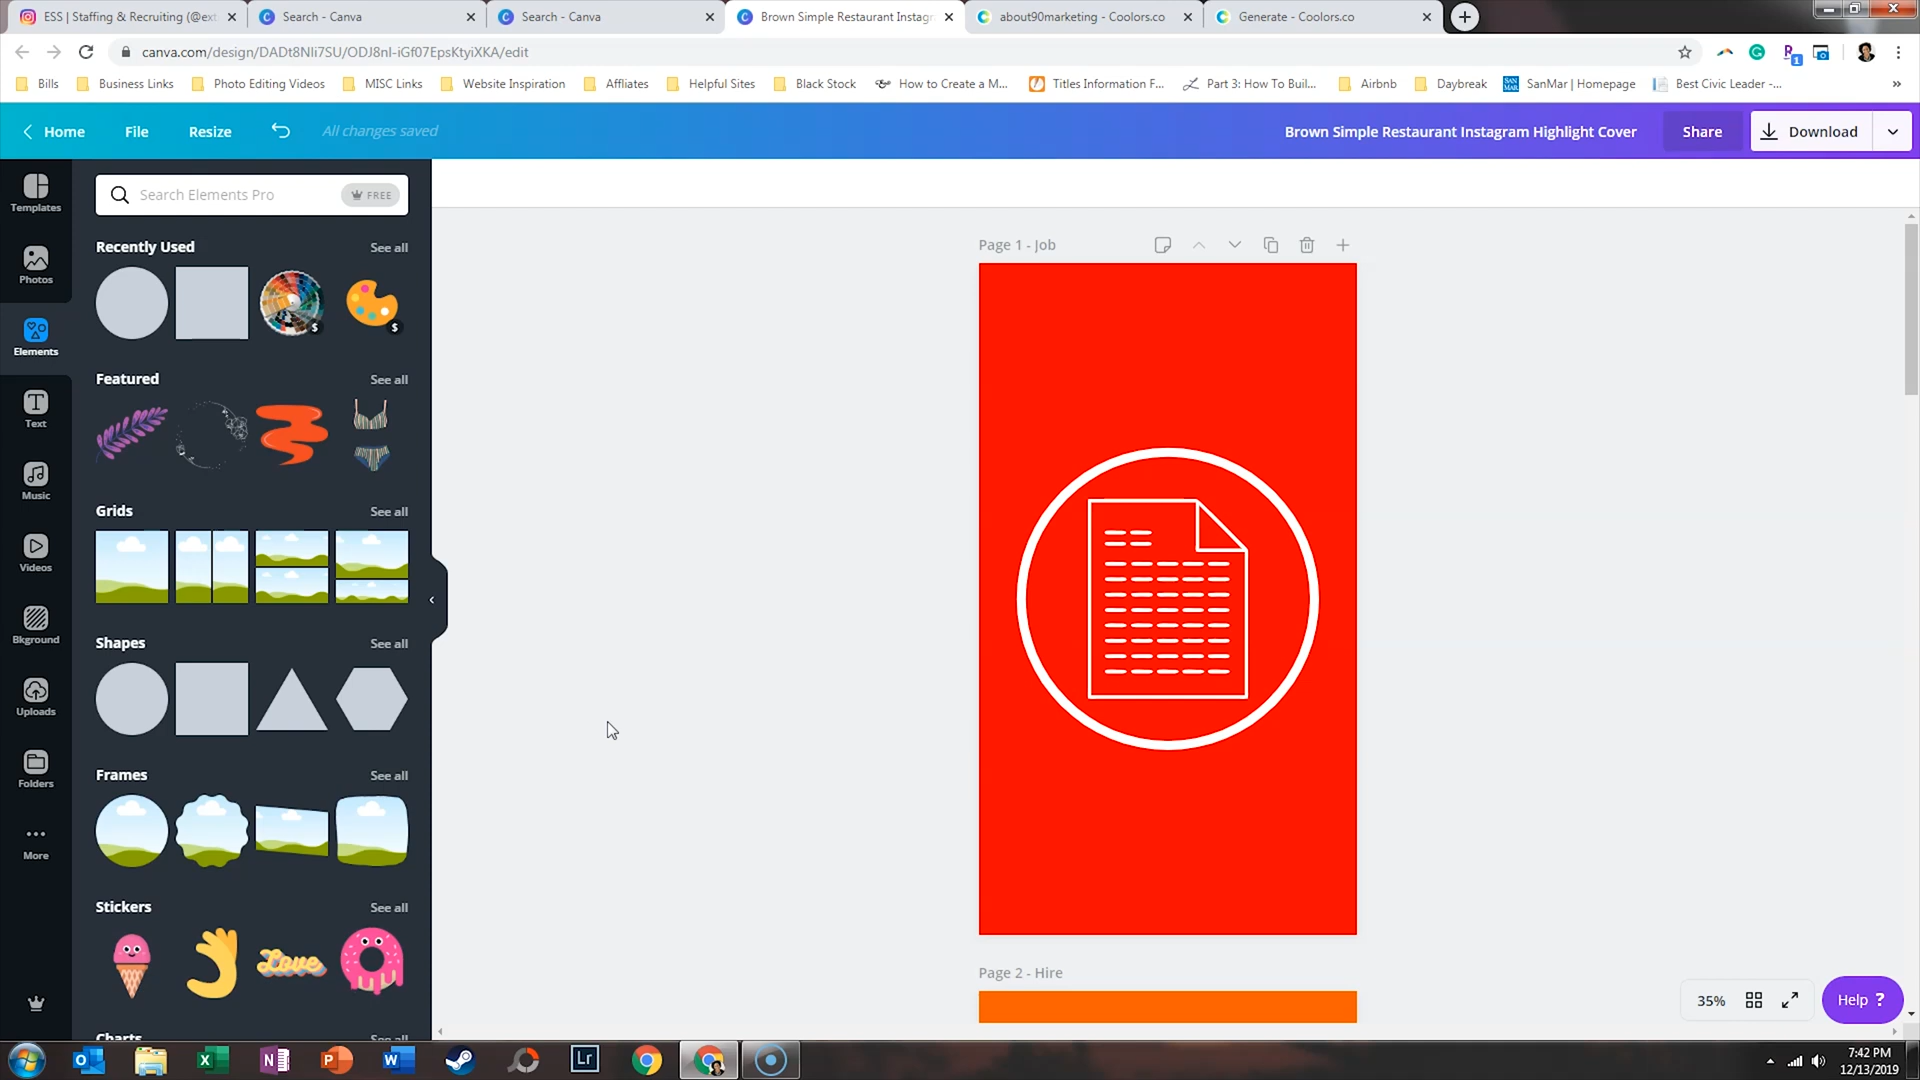 ESS | Staffing & Recruiting (@ext
Search - Canva
Search - Canva
Brown Simple Restaurant Instagr
about90marketing - Coolors.co
Generate - Coolors.co
canva.com/design/DADt8Nli7SU/ODJ8nI-iGf07EpsKtyiXKA/edit
1
Bills
Business Links
Photo Editing Videos
MISC Links
Website Inspiration
Affliates
Helpful Sites
Black Stock
How to Create a M...
Titles Information F...
Part 3: How To Buil...
Airbnb
Daybreak
SanMar | Homepage
Best Civic Leader -...
»
Home
File
Resize
All changes saved
Brown Simple Restaurant Instagram Highlight Cover
Share
Download
Templates
Photos
Elements
Text
Music
Videos
Bkground
Uploads
Folders
More
Search Elements Pro
FREE
Recently Used
See all
$
$
Featured
See all
Grids
See all
Shapes
See all
Frames
See all
Stickers
See all
Love
Charts
See all
Page 1 - Job
Page 2 - Hire
35%
Help ?
Lr
7:42 PM
12/13/2019